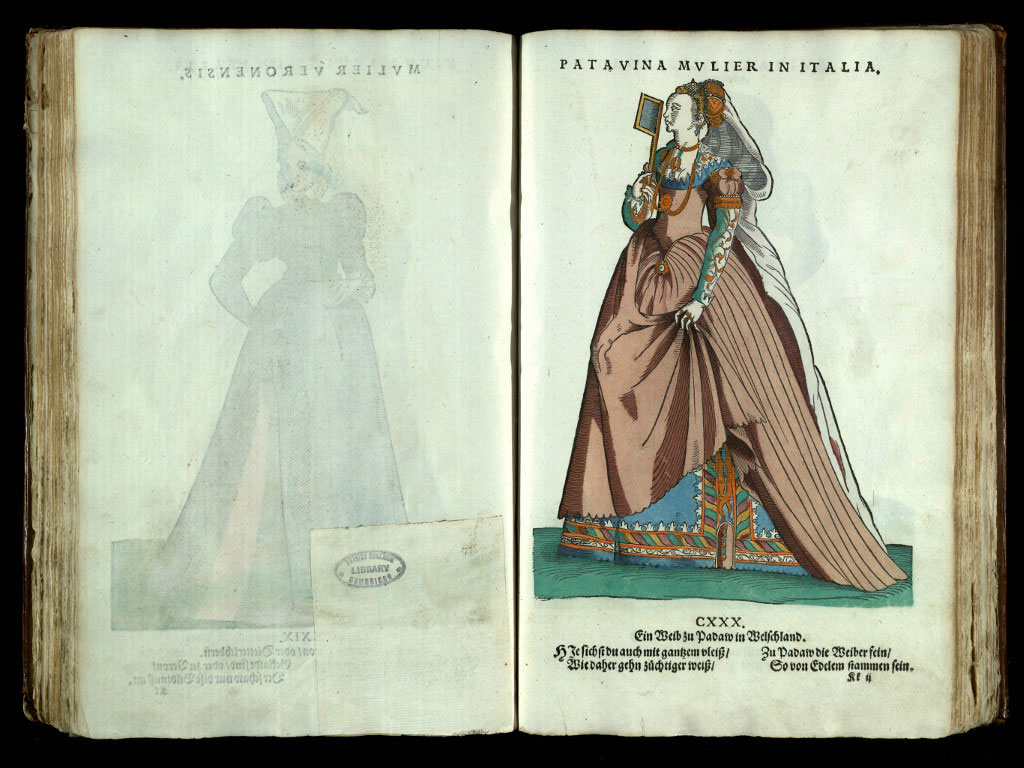 MVLIER VERONENSIS.
LIBRARY
PATAVINA MVLIER IN ITALIA.
CXXX.
Ein Weib zu Padaw in Welschland.
HJe sichst du auch mit gantzem vleiß/
Wie daher gehn züchtiger weiß/
Zu Padaw die Weiber fein/
So von Edelem stammen sein.
Kk ij